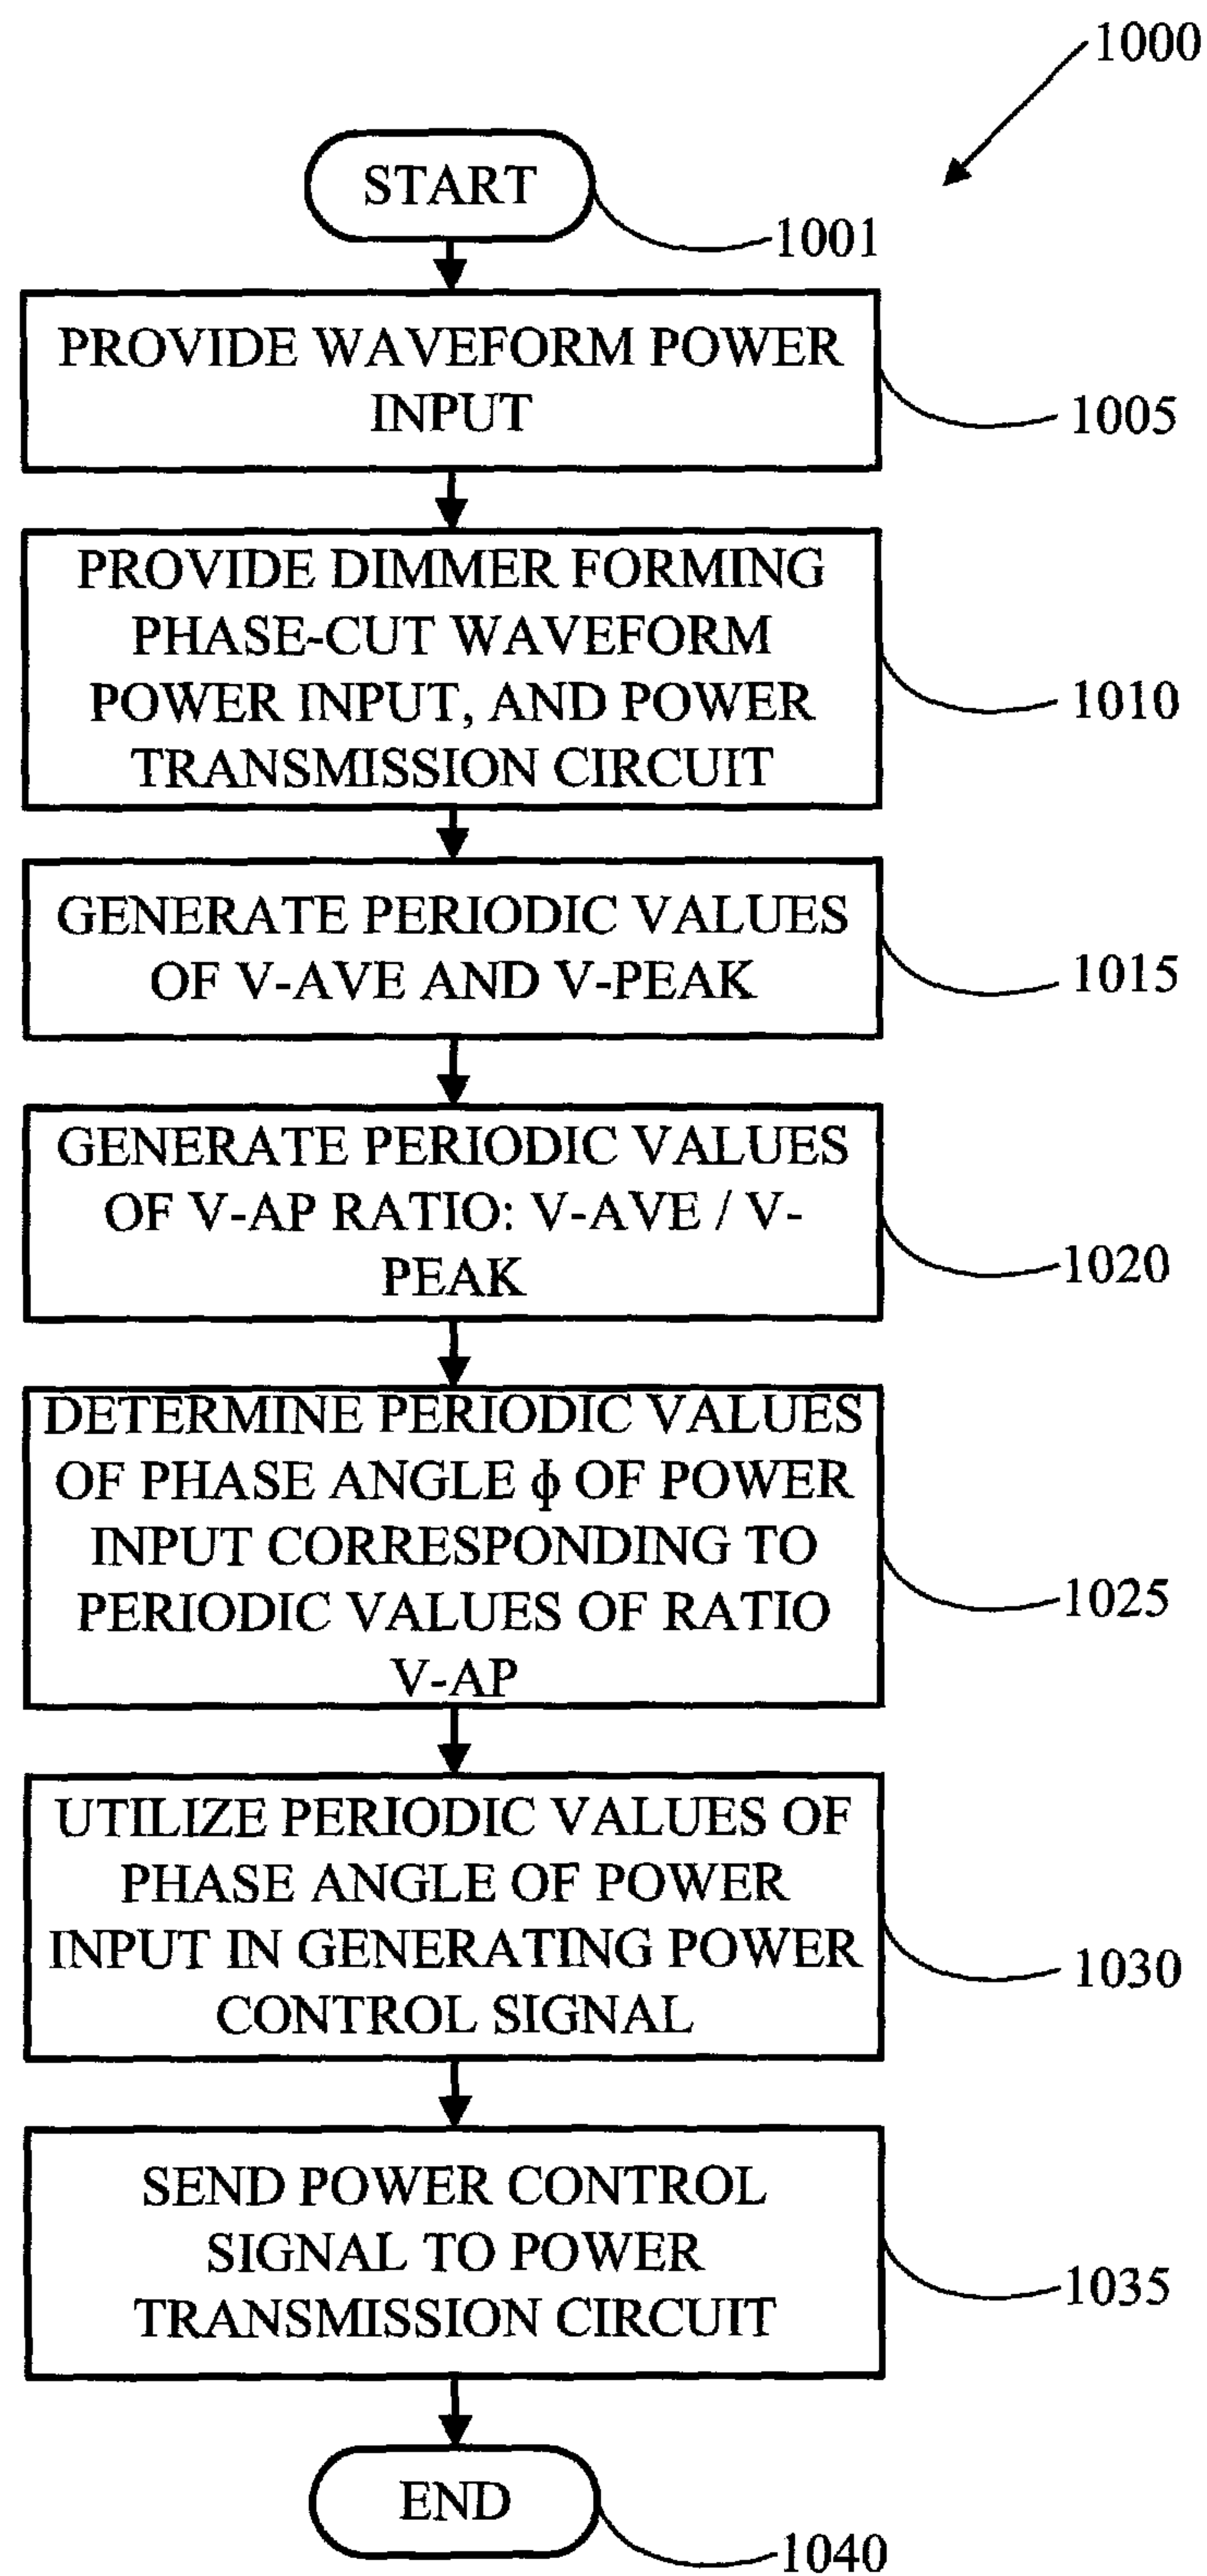 1000
START
1001
PROVIDE WAVEFORM POWER
INPUT
1005
PROVIDE DIMMER FORMING
PHASE-CUT WAVEFORM
POWER INPUT, AND POWER
TRANSMISSION CIRCUIT
1010
GENERATE PERIODIC VALUES
OF V-AVE AND V-PEAK
1015
GENERATE PERIODIC VALUES
OF V-AP RATIO: V-AVE / V-
PEAK
1020
DETERMINE PERIODIC VALUES
OF PHASE ANGLE ϕ OF POWER
INPUT CORRESPONDING TO
PERIODIC VALUES OF RATIO
V-AP
1025
UTILIZE PERIODIC VALUES OF
PHASE ANGLE OF POWER
INPUT IN GENERATING POWER
CONTROL SIGNAL
1030
SEND POWER CONTROL
SIGNAL TO POWER
TRANSMISSION CIRCUIT
1035
END
1040